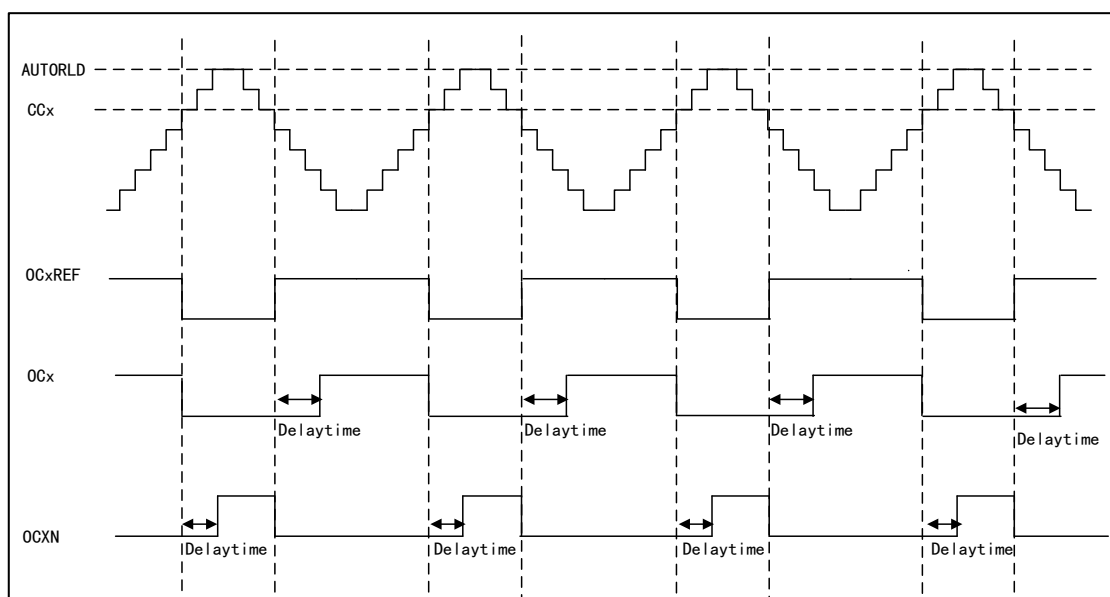 AUTORLD
CCx
OCxREF
OCx
Delaytime
Delaytime
Delaytime
Delaytime
OCXN
Delaytime
Delaytime
Delaytime
Delaytime